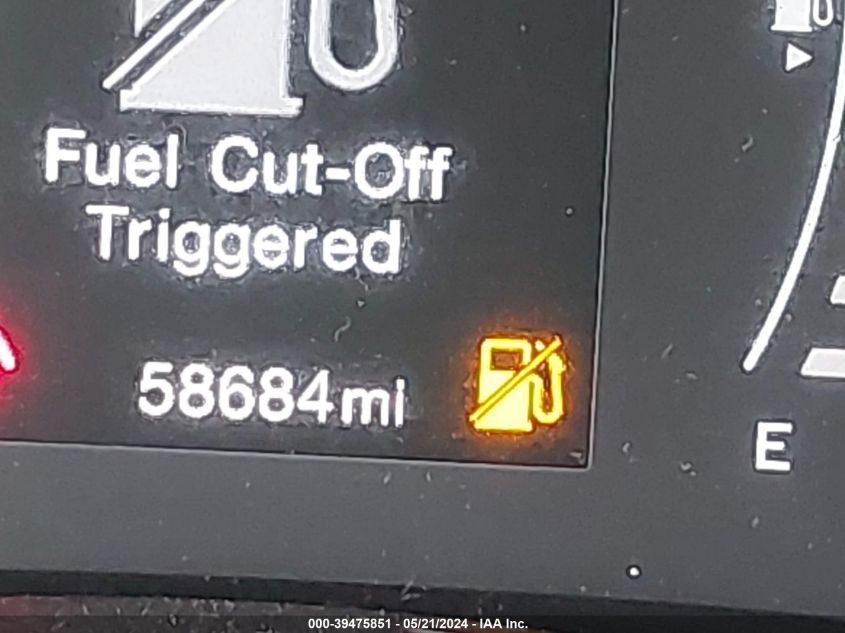 Fuel Cut-Off
Triggered
58684mi
E
000-39475851 - 05/21/2024 - IAA Inc.